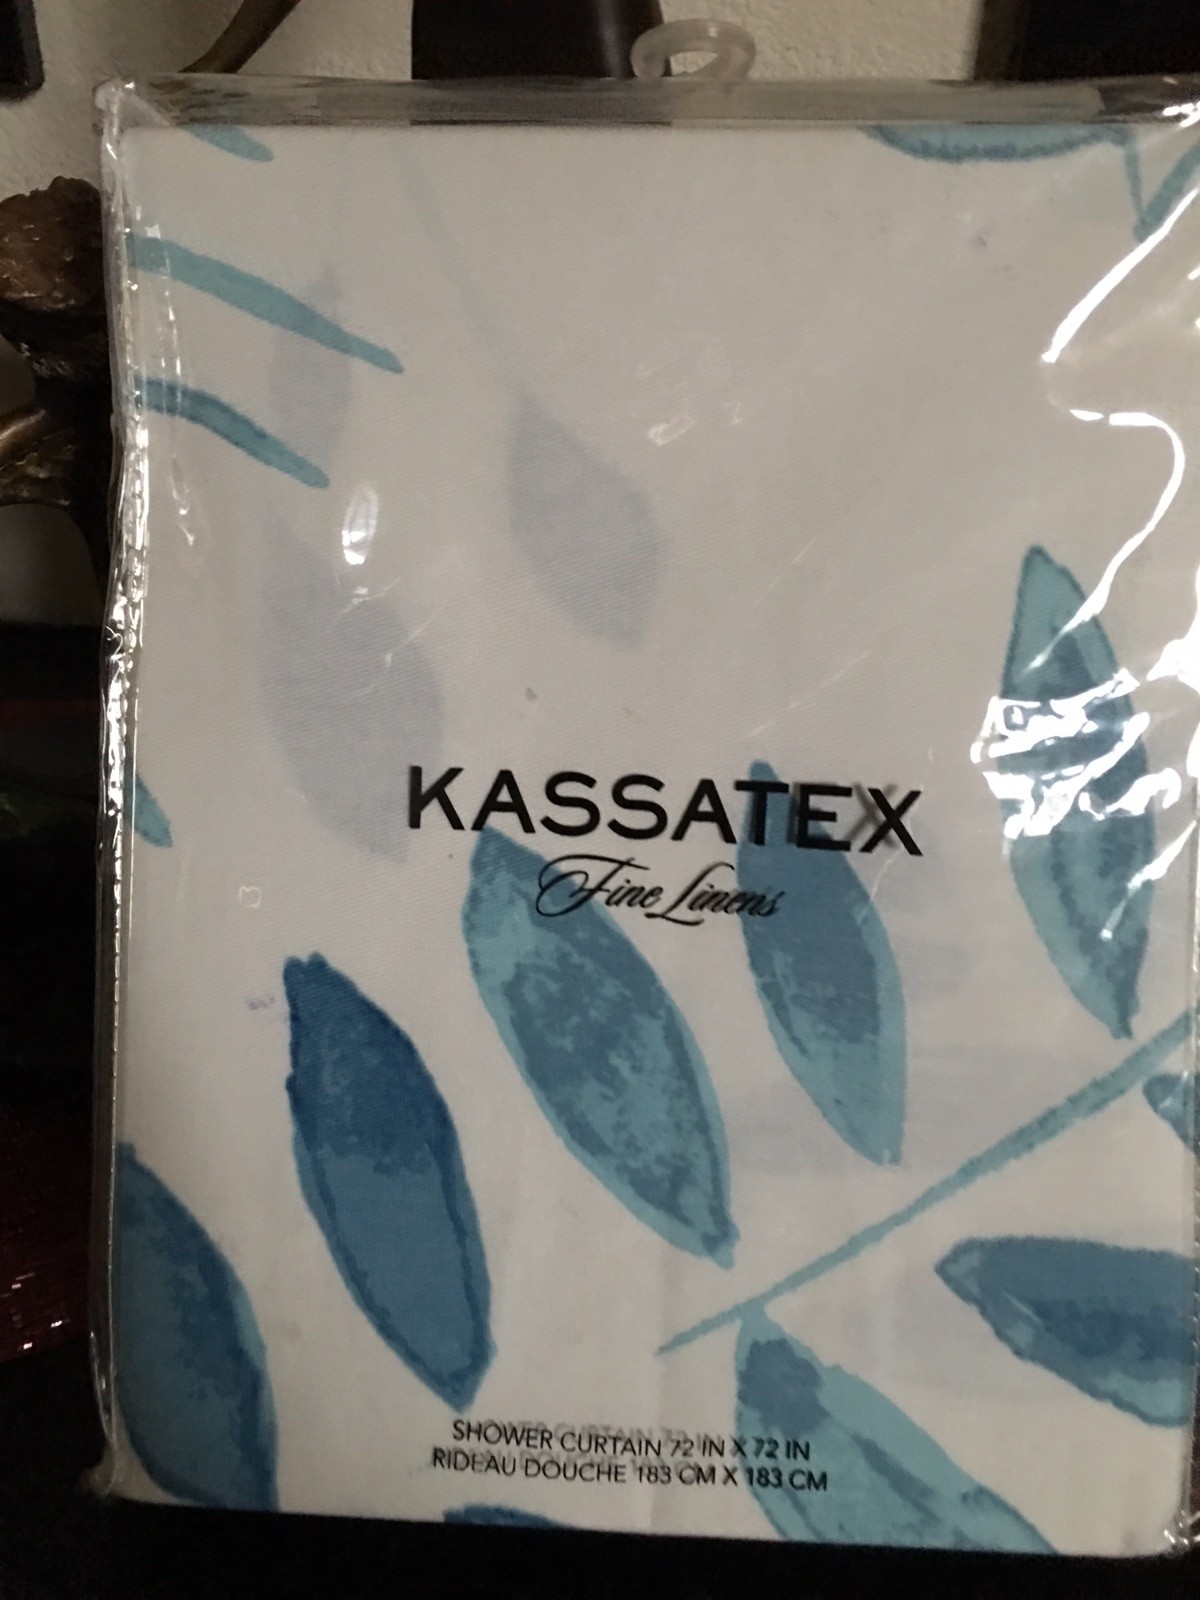 KASSATEX
Fine Linens
SHOWER CURTAIN 72 IN X 72 IN
RIDEAU DOUCHE 183 CM X 183 CM